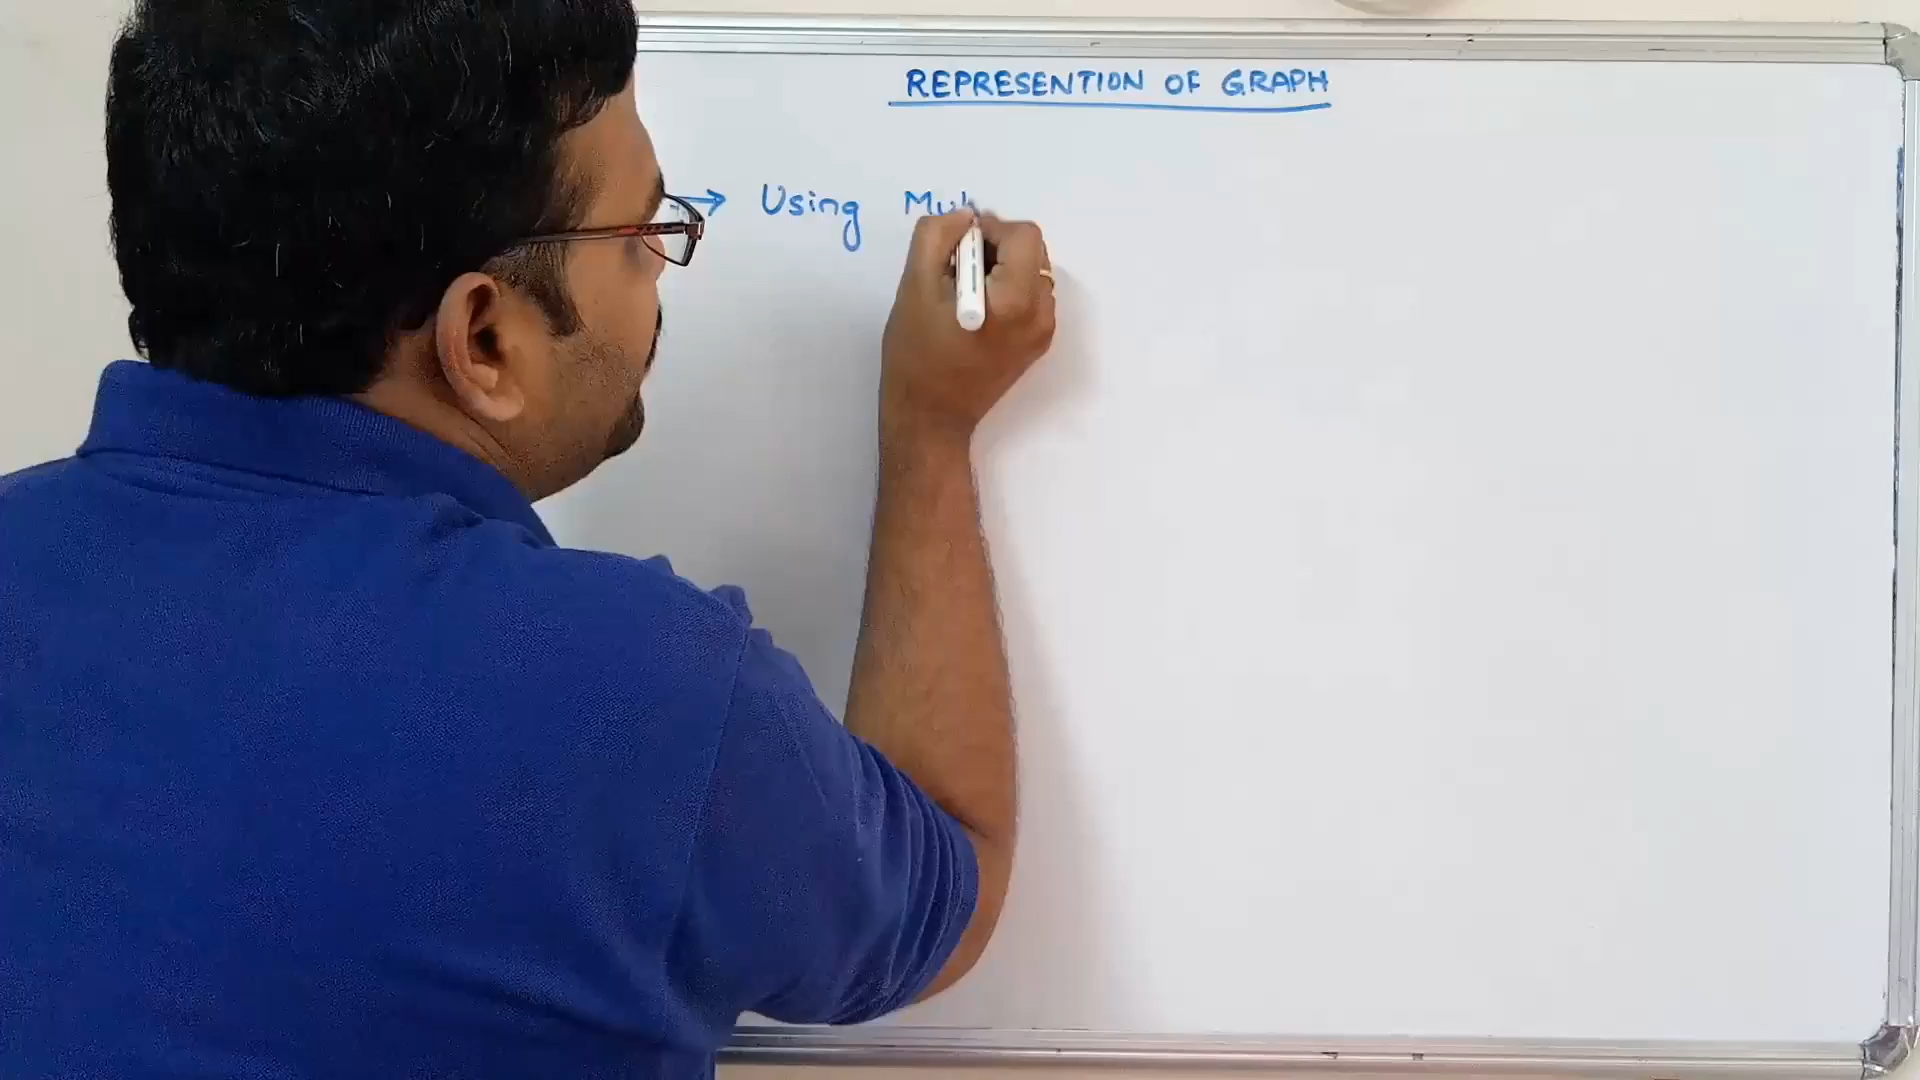 REPRESENTION OF GRAPH
→ Using